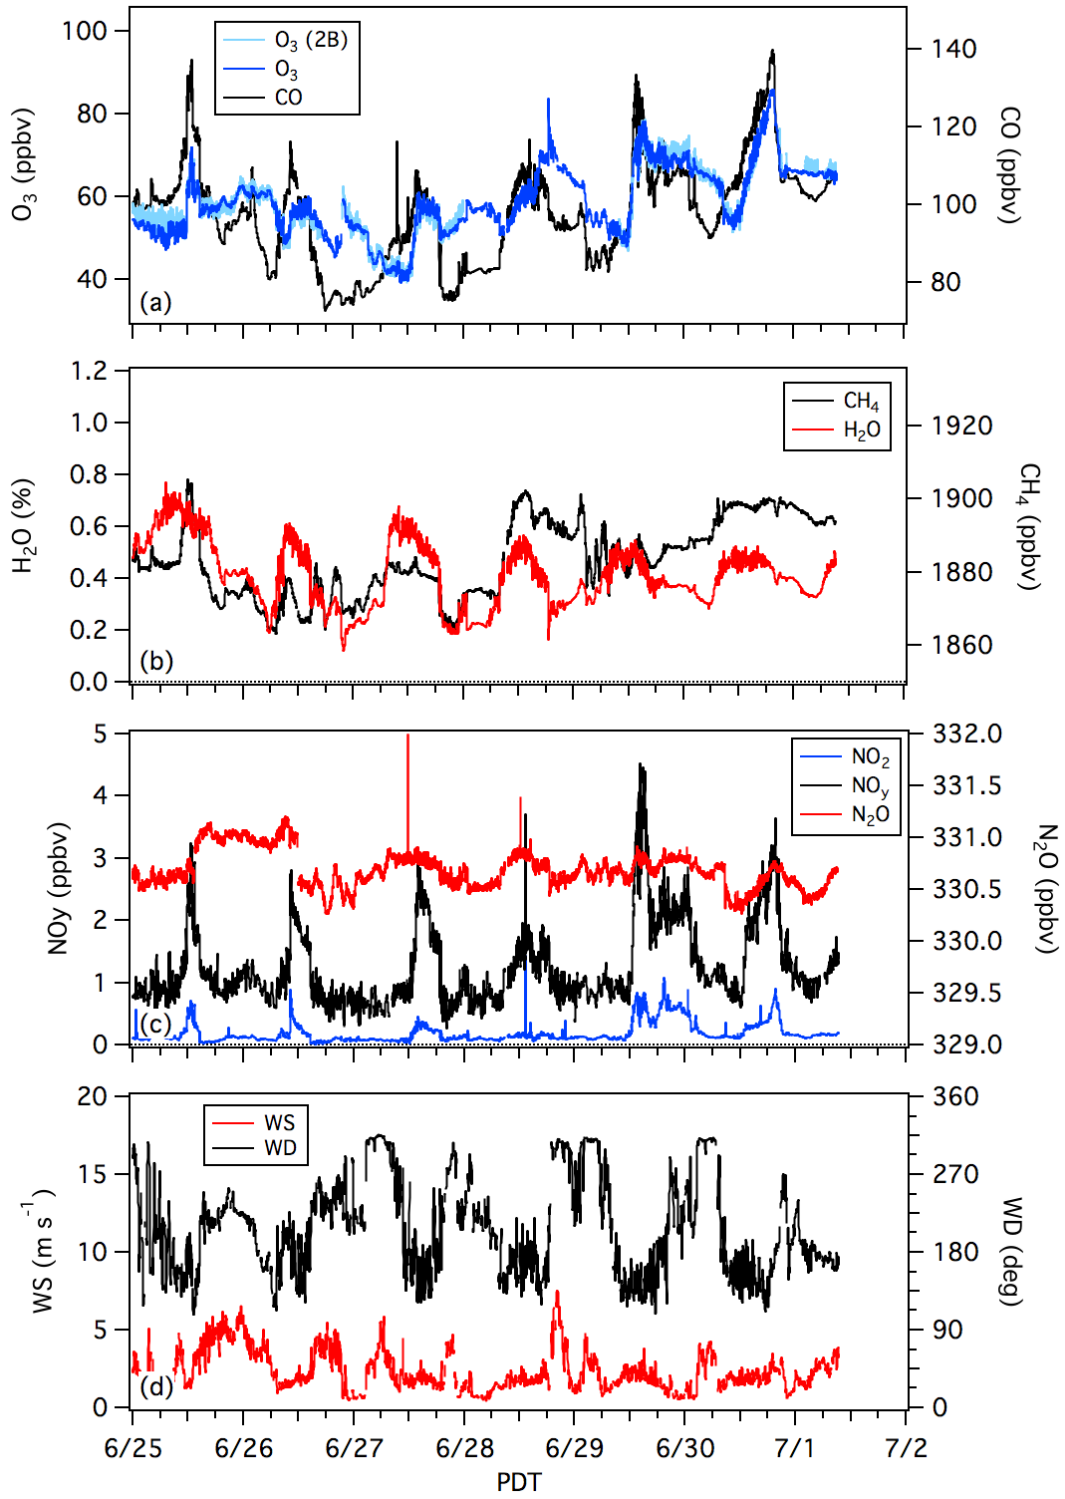 O₃ (ppbv)
100
80
60
40
O₃ (2B)
O₃
CO
140
120
100
80
CO (ppbv)
(a)
H₂O (%)
1.2
1.0
0.8
0.6
0.4
0.2
0.0
CH₄
H₂O
1920
1900
1880
1860
CH₄ (ppbv)
(b)
NOy (ppbv)
5
4
3
2
1
0
NO₂
NOy
N₂O
332.0
331.5
331.0
330.5
330.0
329.5
329.0
N₂O (ppbv)
(c)
WS (m s⁻¹)
20
15
10
5
0
WS
WD
360
270
180
90
0
WD (deg)
(d)
6/25 6/26 6/27 6/28 6/29 6/30 7/1 7/2
PDT